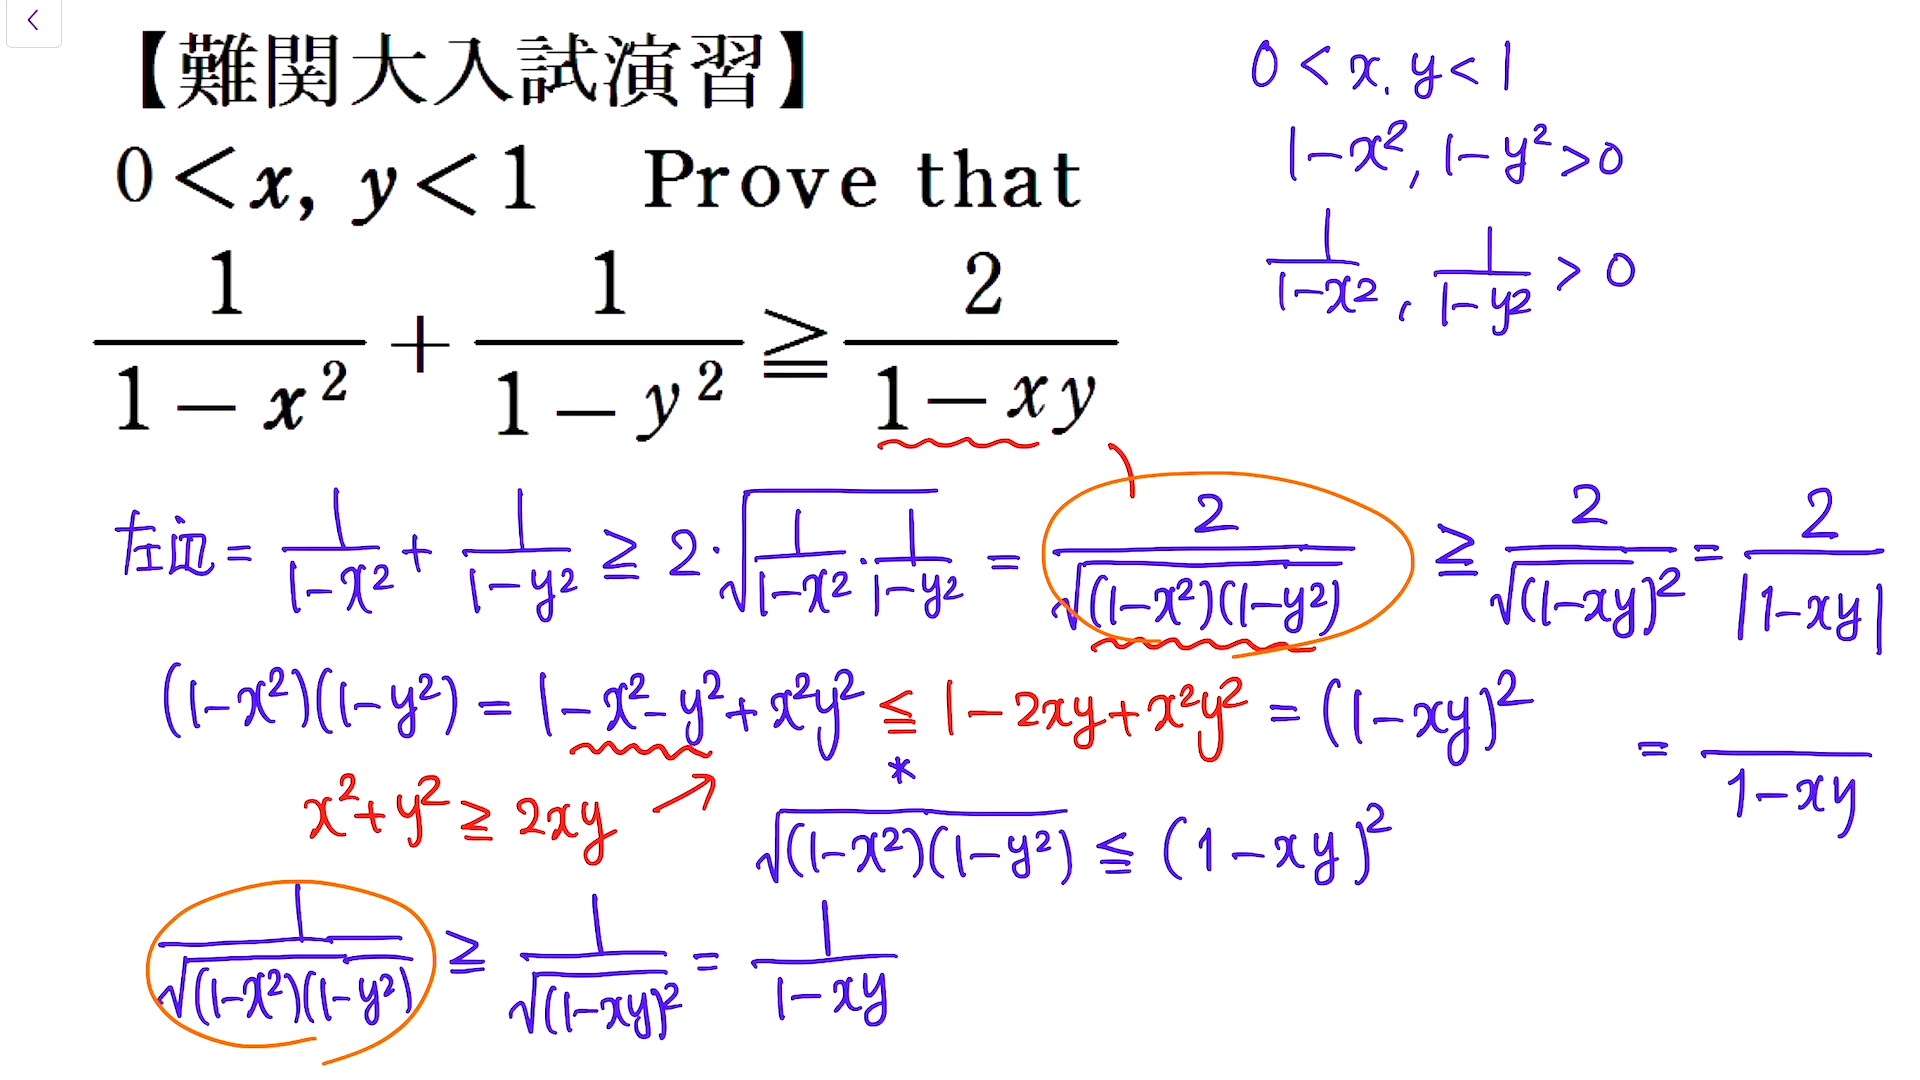 【難関大入試演習】
0<x, y<1 Prove that
1/(1-x²) + 1/(1-y²) ≧ 2/(1-xy)
0<x, y<1
1-x², 1-y²>0
1/(1-x²), 1/(1-y²) > 0
左辺 = 1/(1-x²) + 1/(1-y²) ≧ 2·√(1/(1-x²)·1/(1-y²)) = 2/√((1-x²)(1-y²)) ≧ 2/√((1-xy)²) = 2/|1-xy|
(1-x²)(1-y²) = 1-x²-y²+x²y² ≦ 1-2xy+x²y² = (1-xy)²
*
= /(1-xy)
x²+y² ≧ 2xy
√((1-x²)(1-y²)) ≦ (1-xy)²
1/√((1-x²)(1-y²)) ≧ 1/√((1-xy)²) = 1/(1-xy)